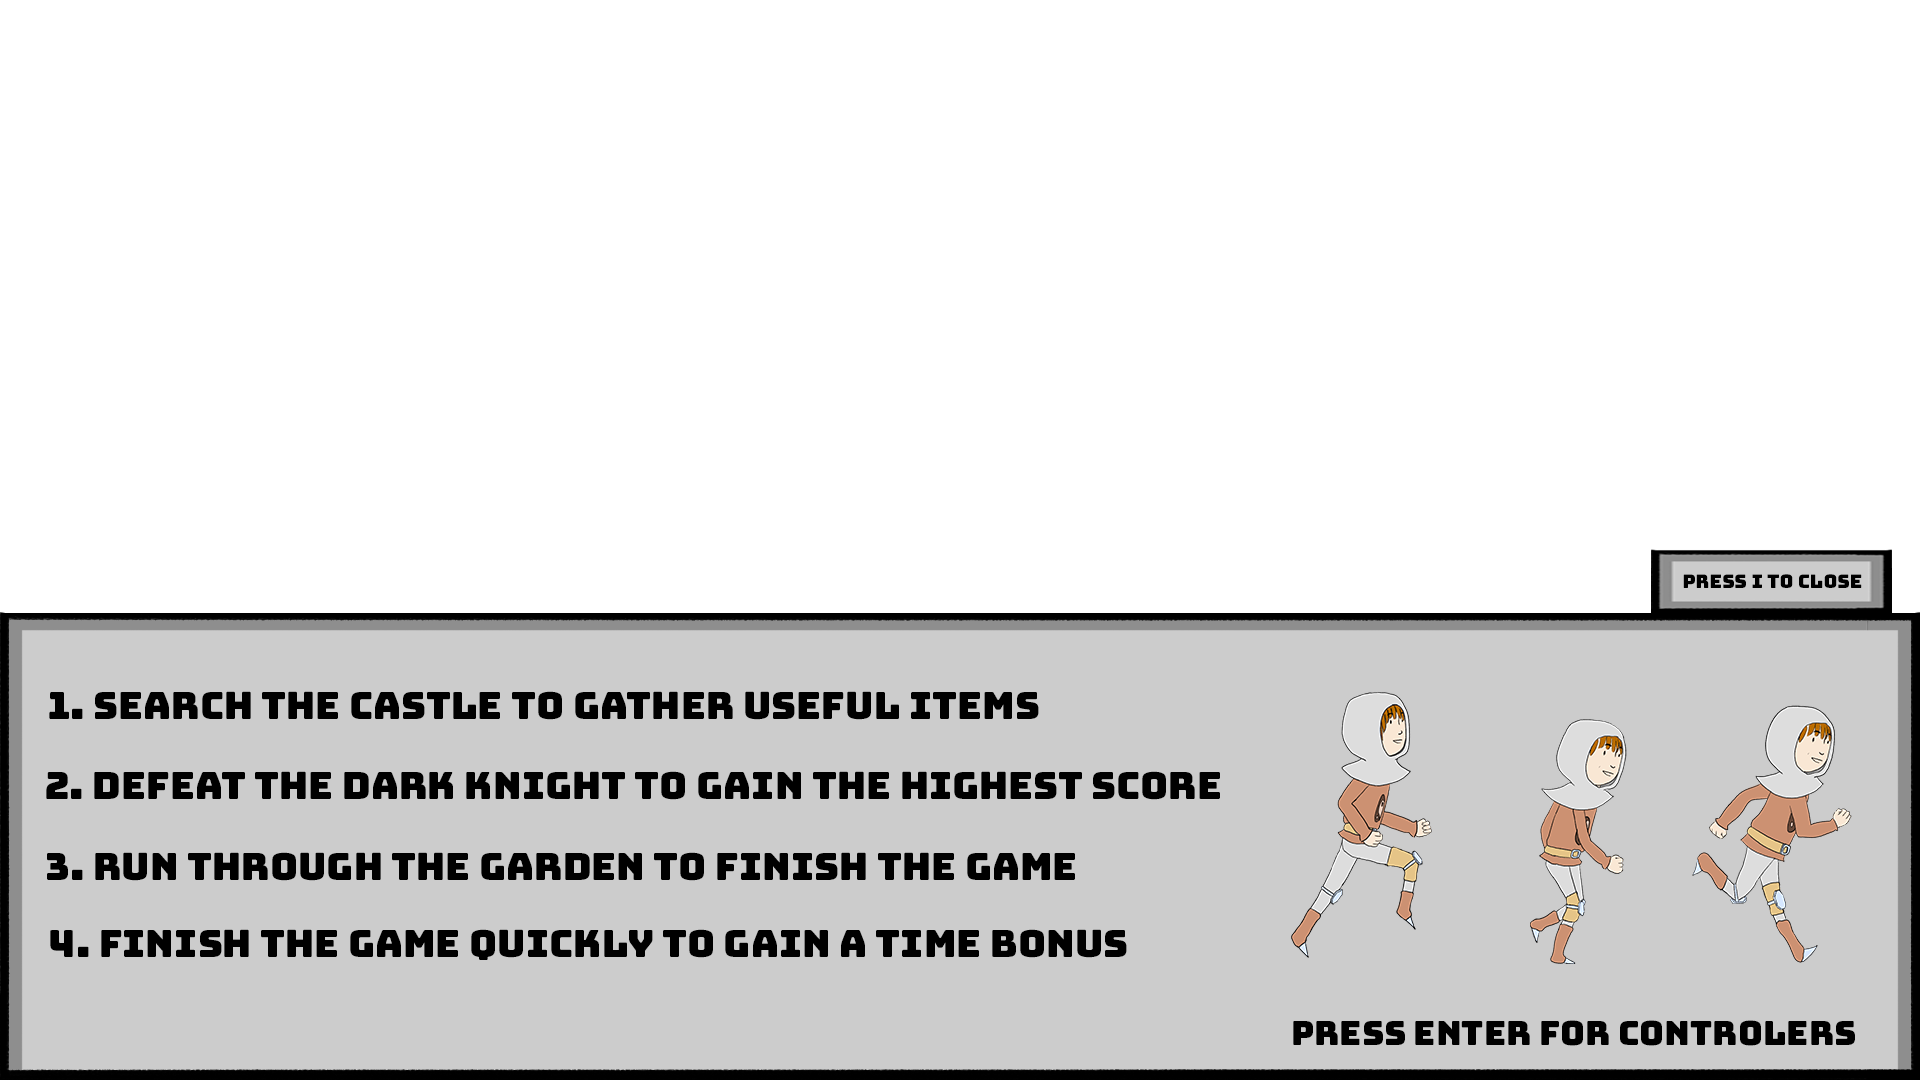 PRESS I TO CLOSE
1. SEARCH THE CASTLE TO GATHER USEFUL ITEMS
2. DEFEAT THE DARK KNIGHT TO GAIN THE HIGHEST SCORE
3. RUN THROUGH THE GARDEN TO FINISH THE GAME
4. FINISH THE GAME QUICKLY TO GAIN A TIME BONUS
PRESS ENTER FOR CONTROLERS